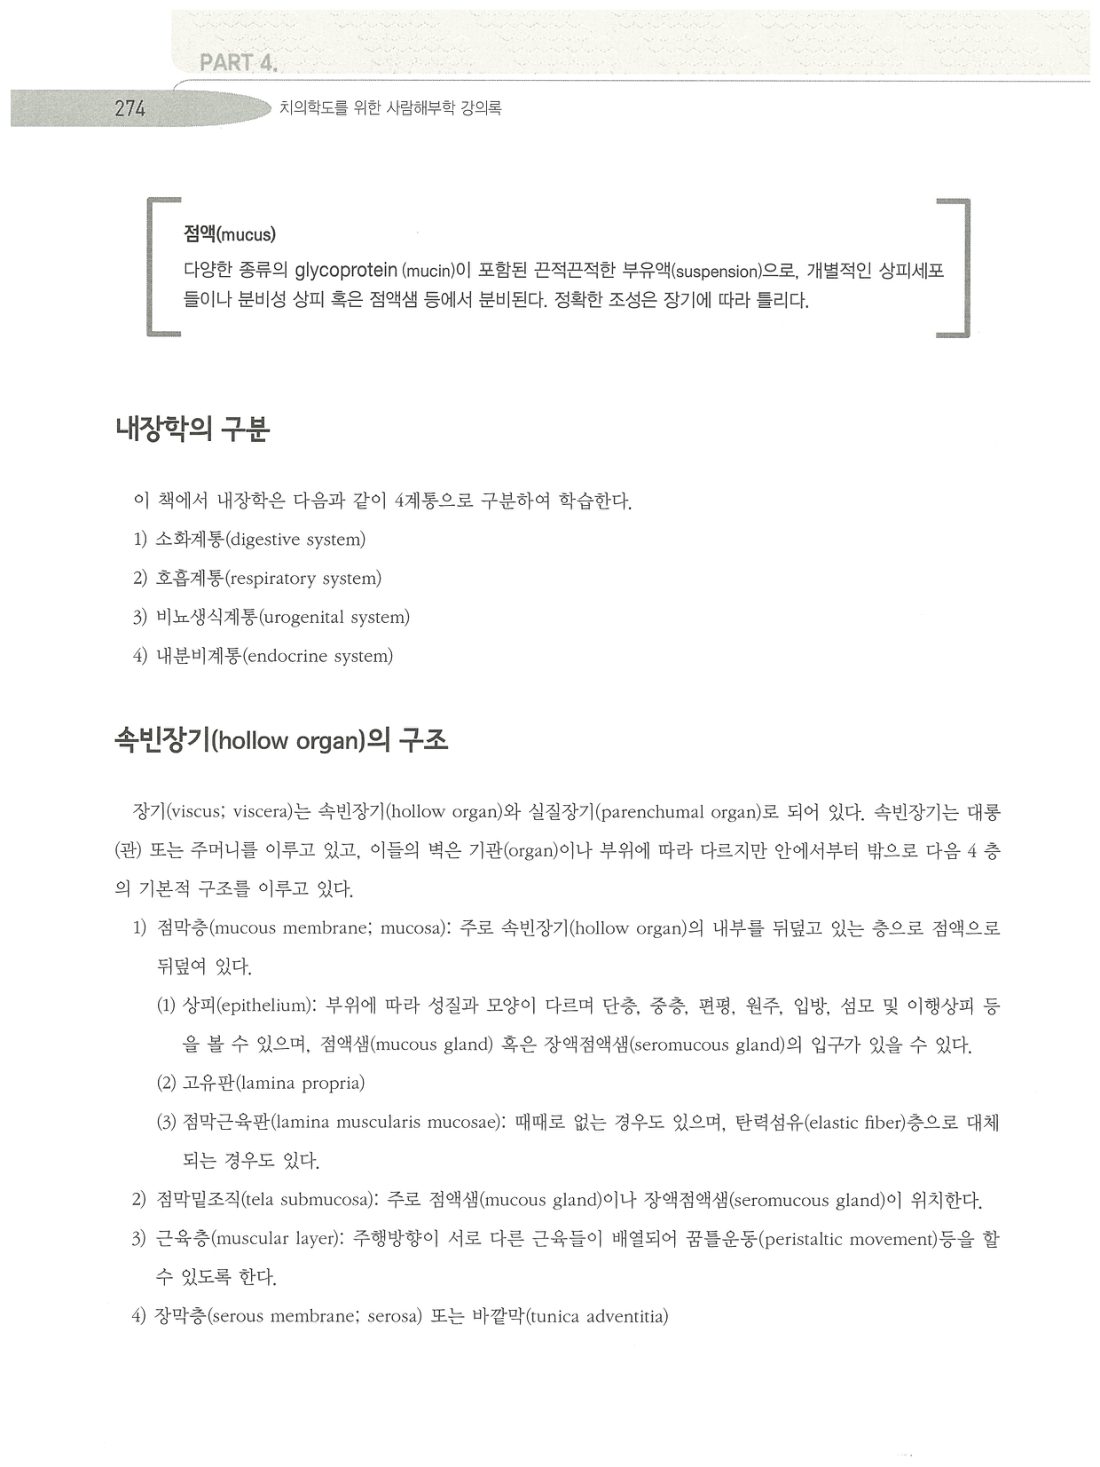 PART 4.
274
치의학도를 위한 사람해부학 강의록
점액(mucus)
다양한 종류의 glycoprotein (mucin)이 포함된 끈적끈적한 부유액(suspension)으로, 개별적인 상피세포
들이나 분비성 상피 혹은 점액샘 등에서 분비된다. 정확한 조성은 장기에 따라 틀리다.
내장학의 구분
이 책에서 내장학은 다음과 같이 4계통으로 구분하여 학습한다.
1) 소화계통(digestive system)
2) 호흡계통(respiratory system)
3) 비뇨생식계통(urogenital system)
4) 내분비계통(endocrine system)
속빈장기(hollow organ)의 구조
장기(viscus; viscera)는 속빈장기(hollow organ)와 실질장기(parenchumal organ)로 되어 있다. 속빈장기는 대롱
(관) 또는 주머니를 이루고 있고, 이들의 벽은 기관(organ)이나 부위에 따라 다르지만 안에서부터 밖으로 다음 4 층
의 기본적 구조를 이루고 있다.
1) 점막층(mucous membrane; mucosa): 주로 속빈장기(hollow organ)의 내부를 뒤덮고 있는 층으로 점액으로
뒤덮여 있다.
(1) 상피(epithelium): 부위에 따라 성질과 모양이 다르며 단층, 중층, 편평, 원주, 입방, 섬모 및 이행상피 등
을 볼 수 있으며, 점액샘(mucous gland) 혹은 장액점액샘(seromucous gland)의 입구가 있을 수 있다.
(2) 고유판(lamina propria)
(3) 점막근육판(lamina muscularis mucosae): 때때로 없는 경우도 있으며, 탄력섬유(elastic fiber)층으로 대체
되는 경우도 있다.
2) 점막밑조직(tela submucosa): 주로 점액샘(mucous gland)이나 장액점액샘(seromucous gland)이 위치한다.
3) 근육층(muscular layer): 주행방향이 서로 다른 근육들이 배열되어 꿈틀운동(peristaltic movement)등을 할
수 있도록 한다.
4) 장막층(serous membrane; serosa) 또는 바깥막(tunica adventitia)